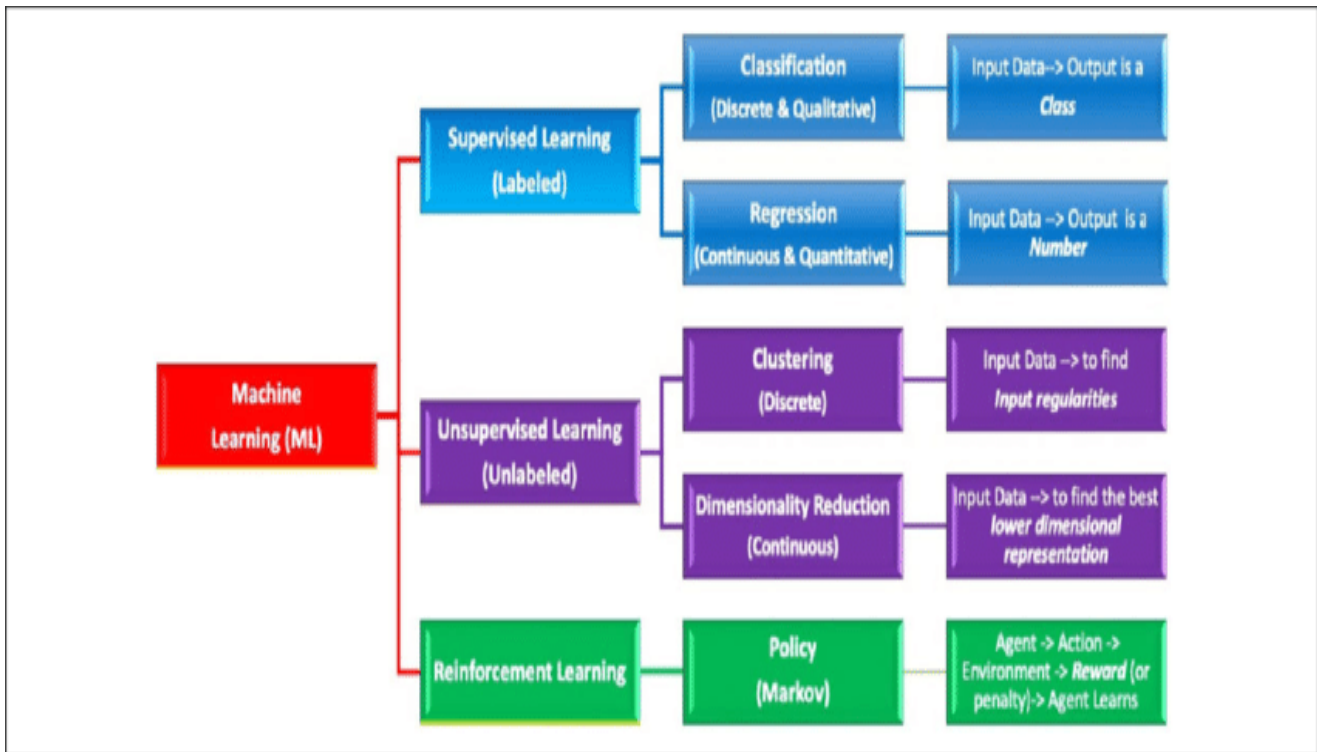 Classification
(Discrete & Qualitative)
Input Data--> Output is a
Class
Supervised Learning
(Labeled)
Regression
(Continuous & Quantitative)
Input Data --> Output is a
Number
Machine
Learning (ML)
Clustering
(Discrete)
Input Data --> to find
Input regularities
Unsupervised Learning
(Unlabeled)
Dimensionality Reduction
(Continuous)
Input Data --> to find the best
lower dimensional
representation
Reinforcement Learning
Policy
(Markov)
Agent -> Action ->
Environment -> Reward (or
penalty)-> Agent Learns